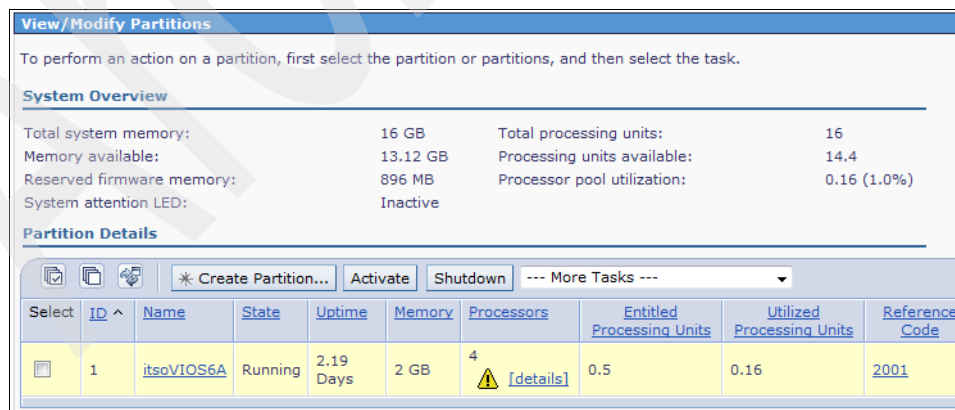 View/Modify Partitions
To perform an action on a partition, first select the partition or partitions, and then select the task.
System Overview
Total system memory: 16 GB Total processing units: 16
Memory available: 13.12 GB Processing units available: 14.4
Reserved firmware memory: 896 MB Processor pool utilization: 0.16 (1.0%)
System attention LED: Inactive
Partition Details
Create Partition... Activate Shutdown --- More Tasks ---
Select ID ^ Name State Uptime Memory Processors Entitled Processing Units Utilized Processing Units Reference Code
1 itsoVIOS6A Running 2.19 Days 2 GB 4 [details] 0.5 0.16 2001